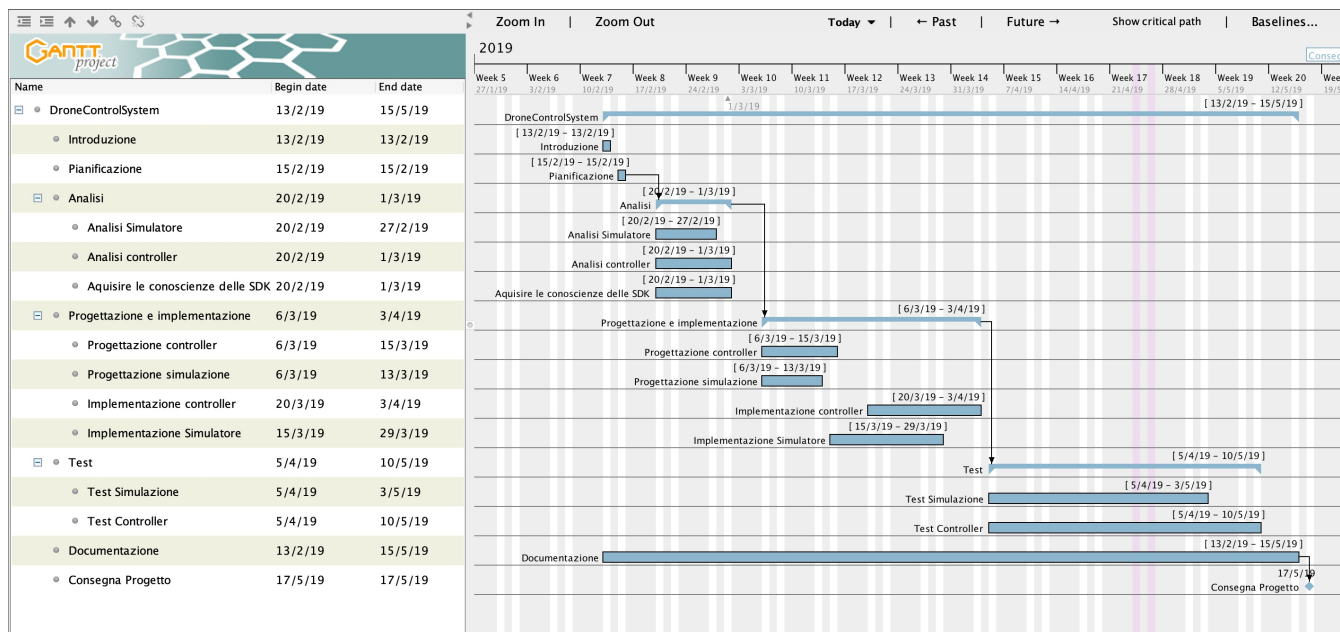 Zoom In | Zoom Out Today | ← Past | Future → Show critical path | Baselines...
GANTT project
2019
Consec
Name Begin date End date
Week 5 Week 6 Week 7 Week 8 Week 9 Week 10 Week 11 Week 12 Week 13 Week 14 Week 15 Week 16 Week 17 Week 18 Week 19 Week 20 Wee
27/1/19 3/2/19 10/2/19 17/2/19 24/2/19 3/3/19 10/3/19 17/3/19 24/3/19 31/3/19 7/4/19 14/4/19 21/4/19 28/4/19 5/5/19 12/5/19 19/5
1/3/19
DroneControlSystem 13/2/19 15/5/19
Introduzione 13/2/19 13/2/19
Pianificazione 15/2/19 15/2/19
Analisi 20/2/19 1/3/19
Analisi Simulatore 20/2/19 27/2/19
Analisi controller 20/2/19 1/3/19
Aquisire le conoscienze delle SDK 20/2/19 1/3/19
Progettazione e implementazione 6/3/19 3/4/19
Progettazione controller 6/3/19 15/3/19
Progettazione simulazione 6/3/19 13/3/19
Implementazione controller 20/3/19 3/4/19
Implementazione Simulatore 15/3/19 29/3/19
Test 5/4/19 10/5/19
Test Simulazione 5/4/19 3/5/19
Test Controller 5/4/19 10/5/19
Documentazione 13/2/19 15/5/19
Consegna Progetto 17/5/19 17/5/19
[ 13/2/19 - 15/5/19 ]
DroneControlSystem
[ 13/2/19 - 13/2/19 ]
Introduzione
[ 15/2/19 - 15/2/19 ]
Pianificazione
[ 20/2/19 - 1/3/19 ]
Analisi
[ 20/2/19 - 27/2/19 ]
Analisi Simulatore
[ 20/2/19 - 1/3/19 ]
Analisi controller
[ 20/2/19 - 1/3/19 ]
Aquisire le conoscienze delle SDK
[ 6/3/19 - 3/4/19 ]
Progettazione e implementazione
[ 6/3/19 - 15/3/19 ]
Progettazione controller
[ 6/3/19 - 13/3/19 ]
Progettazione simulazione
[ 20/3/19 - 3/4/19 ]
Implementazione controller
[ 15/3/19 - 29/3/19 ]
Implementazione Simulatore
[ 5/4/19 - 10/5/19 ]
Test
[ 5/4/19 - 3/5/19 ]
Test Simulazione
[ 5/4/19 - 10/5/19 ]
Test Controller
[ 13/2/19 - 15/5/19 ]
Documentazione
17/5/19
Consegna Progetto